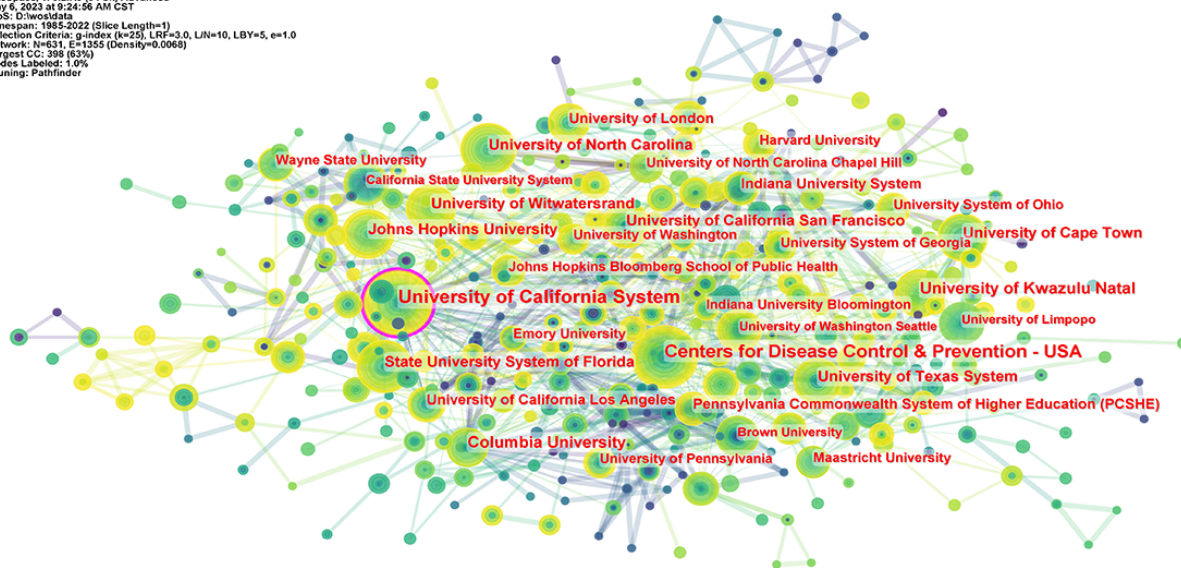 y 6, 2023 at 9:24:56 AM CST
S: D:\wos\data
nespan: 1985-2022 (Slice Length=1)
lection Criteria: g-index (k=25), LRF=3.0, L/N=10, LBY=5, e=1.0
twork: N=631, E=1355 (Density=0.0068)
rgest CC: 398 (63%)
des Labeled: 1.0%
uning: Pathfinder
University of London
University of North Carolina
Harvard University
Wayne State University
University of North Carolina Chapel Hill
California State University System
Indiana University System
University of Witwatersrand
University System of Ohio
University of California San Francisco
Johns Hopkins University
University of Washington
University of Cape Town
University System of Georgia
Johns Hopkins Bloomberg School of Public Health
University of Kwazulu Natal
University of California System
Indiana University Bloomington
University of Limpopo
Emory University
University of Washington Seattle
Centers for Disease Control & Prevention - USA
State University System of Florida
University of Texas System
University of California Los Angeles
Pennsylvania Commonwealth System of Higher Education (PCSHE)
Brown University
Columbia University
University of Pennsylvania
Maastricht University